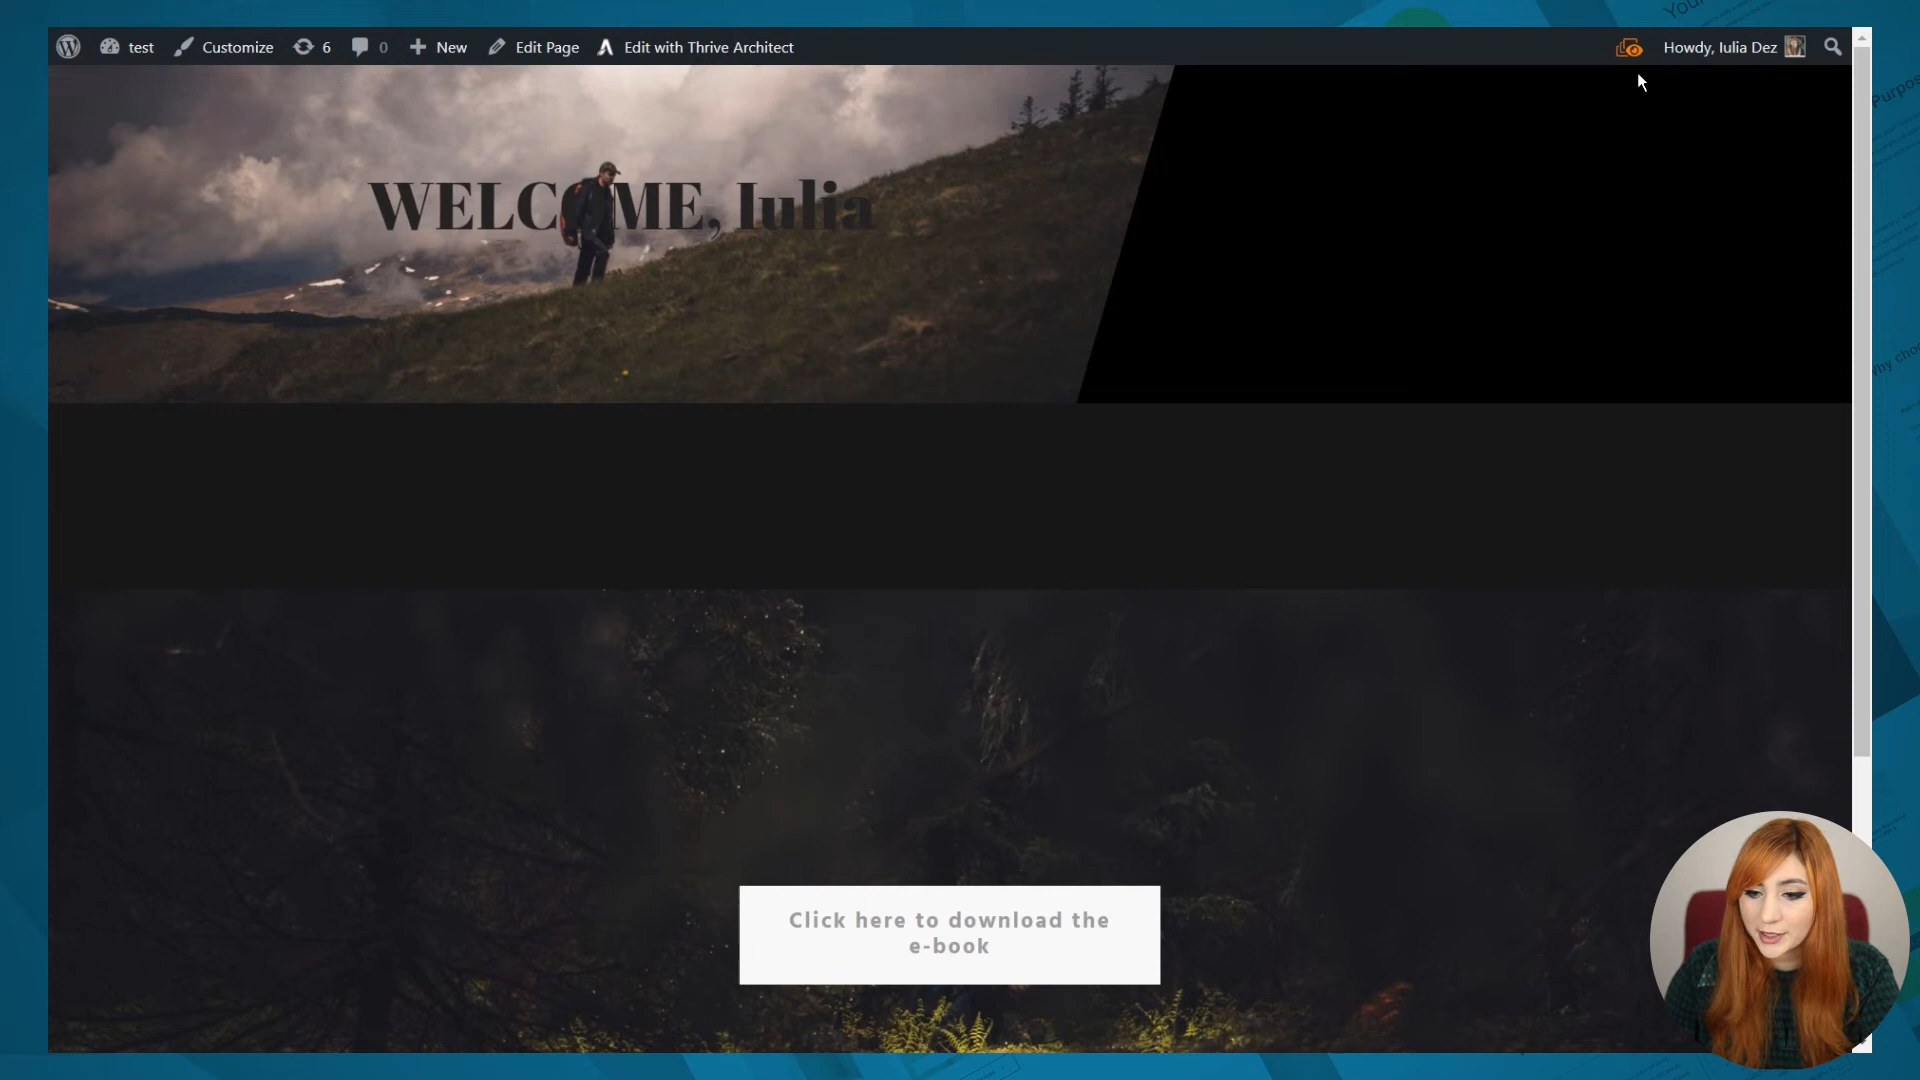 test
Customize
6
0
New
Edit Page
Edit with Thrive Architect
Howdy, Iulia Dez
WELCOME, Iulia
Click here to download the
e-book